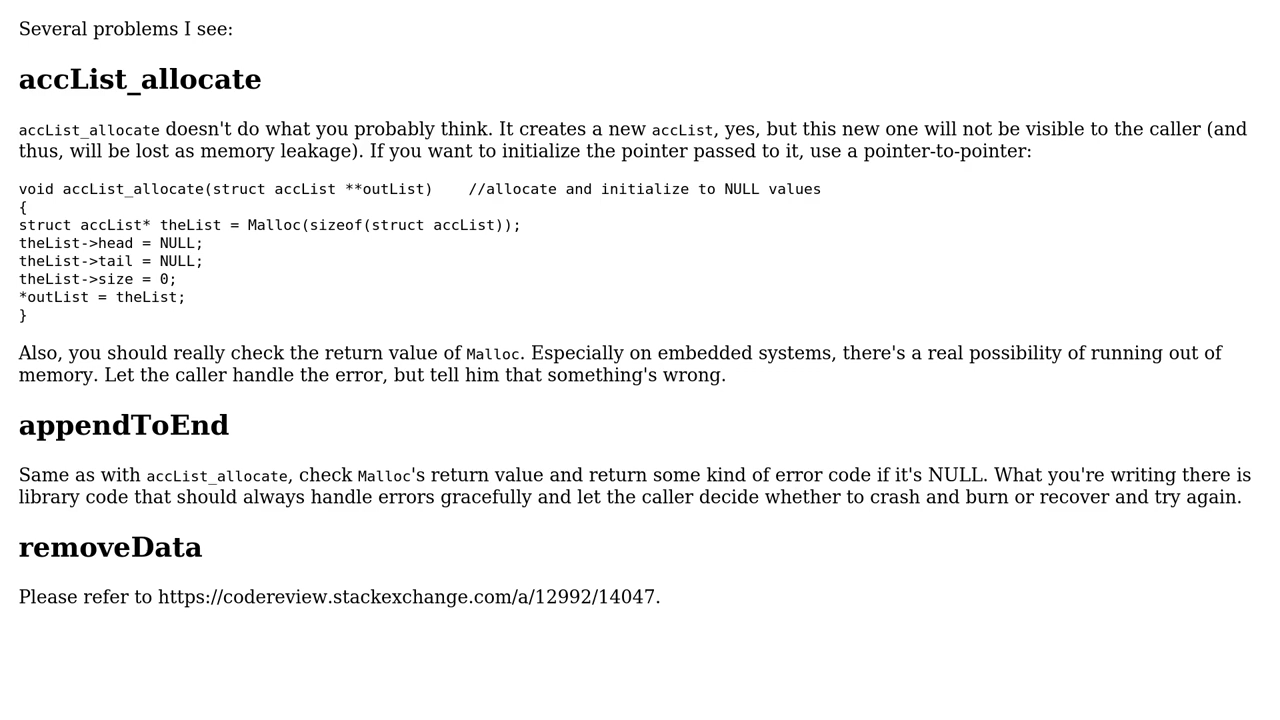 Several problems I see:
accList_allocate
accList_allocate doesn't do what you probably think. It creates a new accList, yes, but this new one will not be visible to the caller (and
thus, will be lost as memory leakage). If you want to initialize the pointer passed to it, use a pointer-to-pointer:
void accList_allocate(struct accList **outList)    //allocate and initialize to NULL values
{
struct accList* theList = Malloc(sizeof(struct accList));
theList->head = NULL;
theList->tail = NULL;
theList->size = 0;
*outList = theList;
}
Also, you should really check the return value of Malloc. Especially on embedded systems, there's a real possibility of running out of
memory. Let the caller handle the error, but tell him that something's wrong.
appendToEnd
Same as with accList_allocate, check Malloc's return value and return some kind of error code if it's NULL. What you're writing there is
library code that should always handle errors gracefully and let the caller decide whether to crash and burn or recover and try again.
removeData
Please refer to https://codereview.stackexchange.com/a/12992/14047.